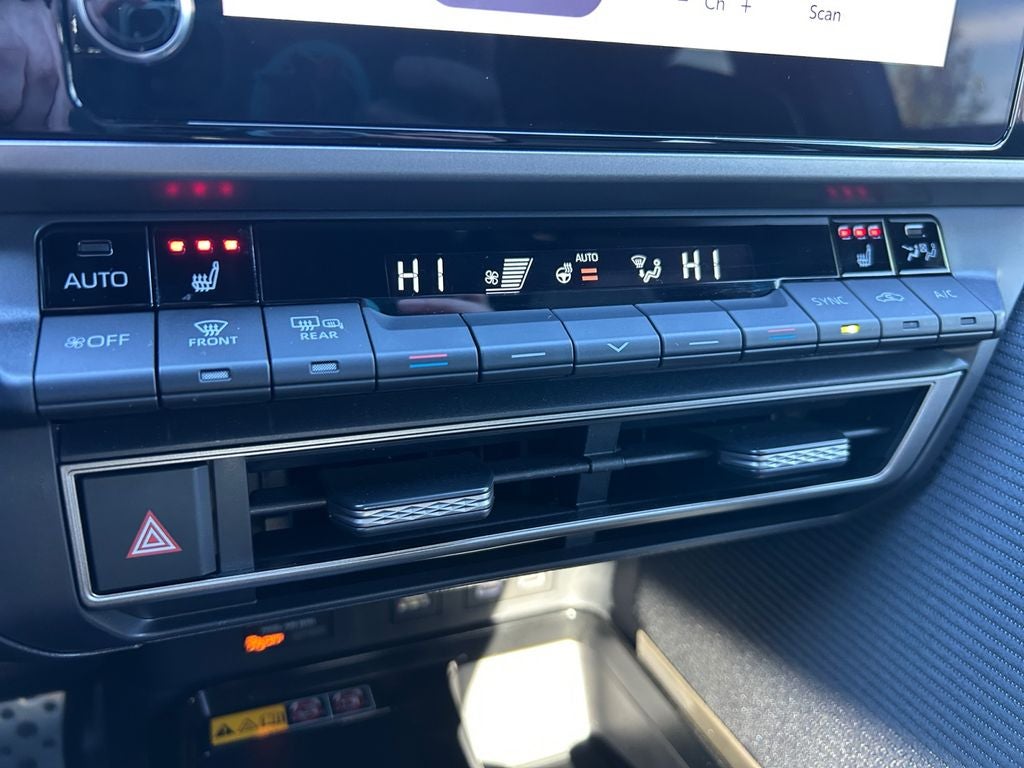 - Ch +
Scan
AUTO
HI
AUTO
HI
OFF
FRONT
REAR
SYNC
A/C